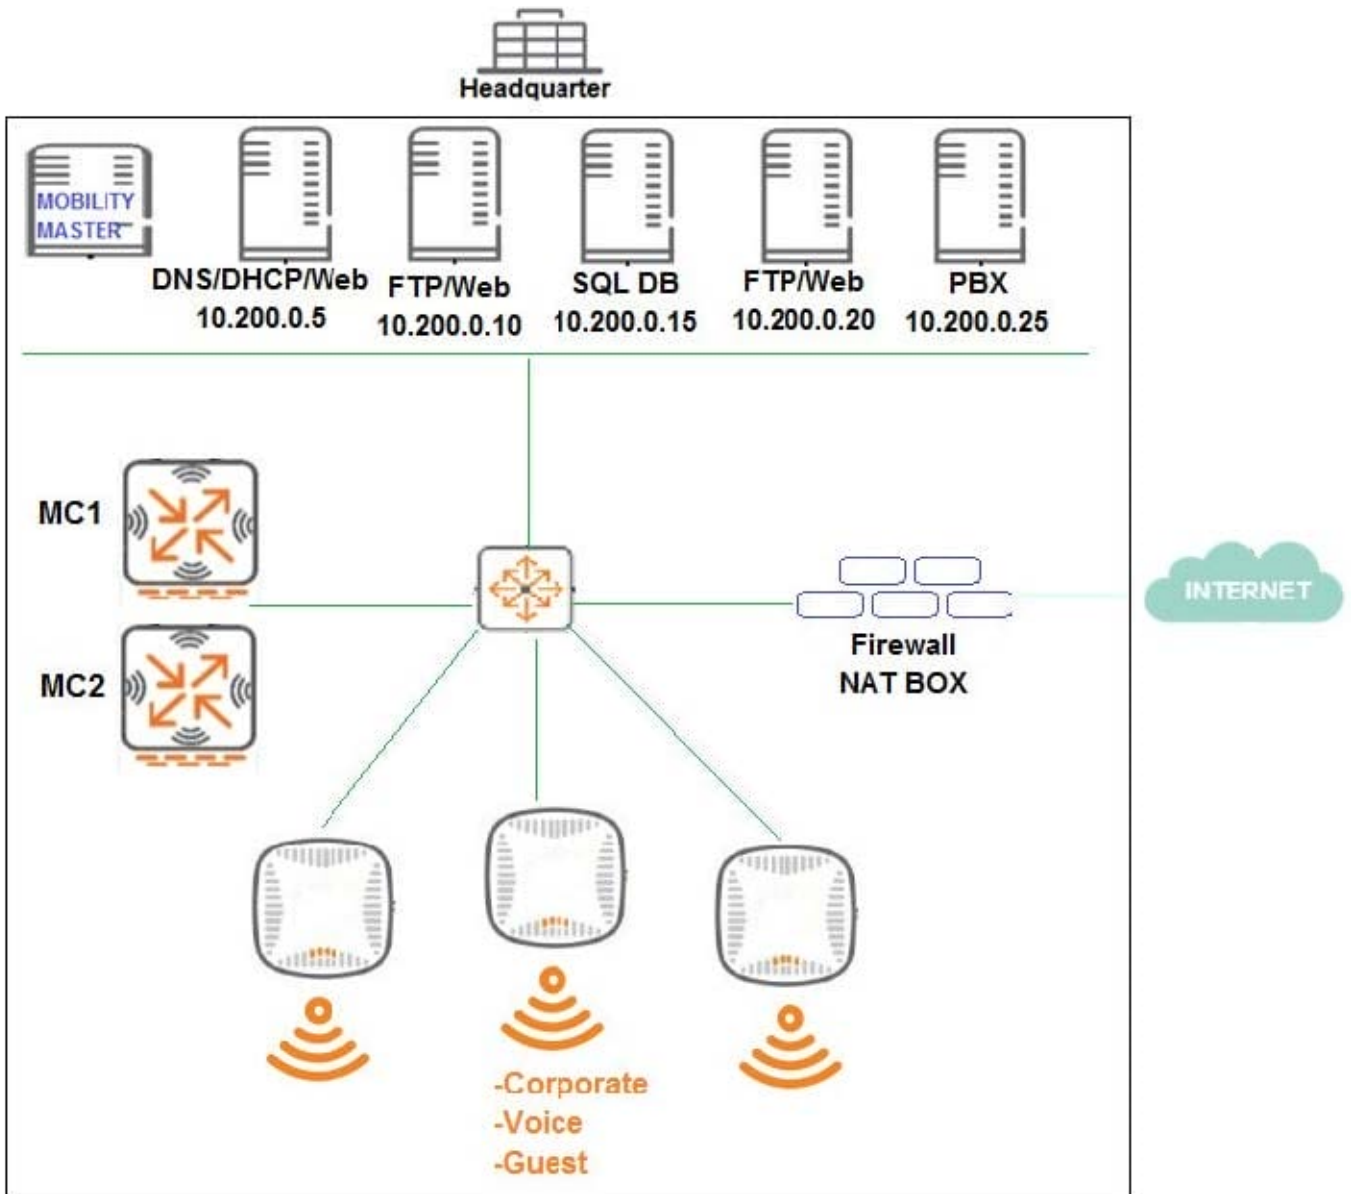 Headquarter
MOBILITY
MASTER
DNS/DHCP/Web
10.200.0.5
FTP/Web
10.200.0.10
SQL DB
10.200.0.15
FTP/Web
10.200.0.20
PBX
10.200.0.25
MC1
MC2
Firewall
NAT BOX
INTERNET
-Corporate
-Voice
-Guest